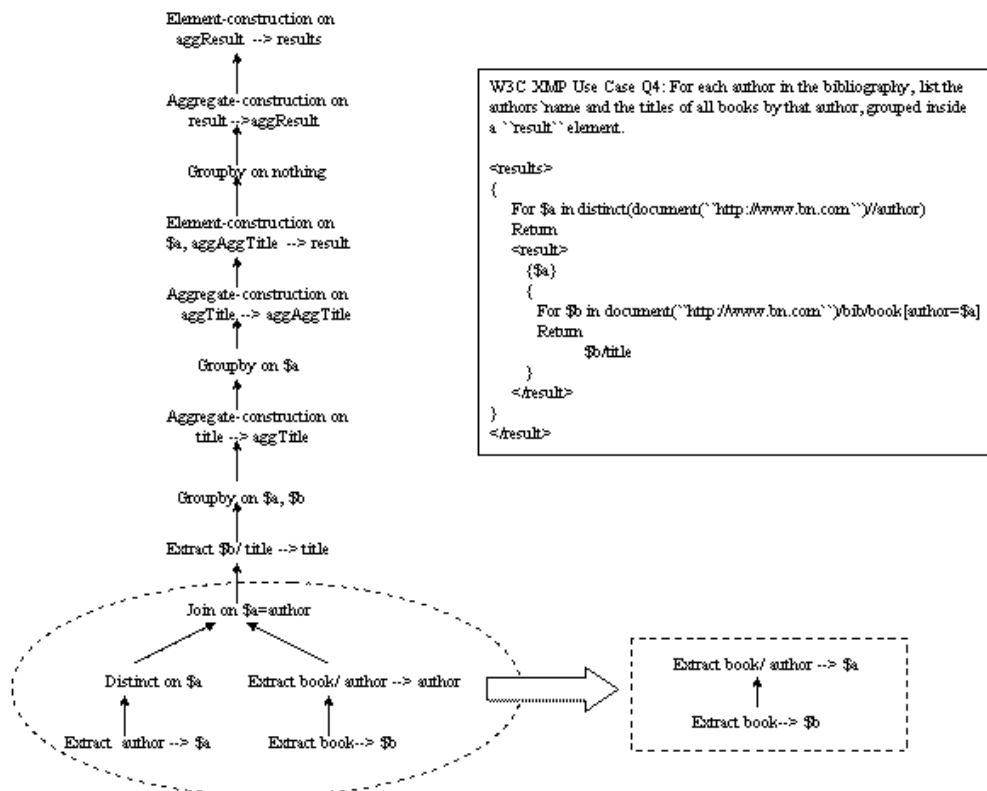 Element-construction on
aggResult --> results
Aggregate-construction on
result -->aggResult
Groupby on nothing
Element-construction on
$a, aggAggTitle --> result
Aggregate-construction on
aggTitle --> aggAggTitle
Groupby on $a
Aggregate-construction on
title --> aggTitle
Groupby on $a, $b
Extract $b/ title --> title
Join on $a=author
Distinct on $a
Extract book/ author --> author
Extract author --> $a
Extract book--> $b
W3C XMP Use Case Q4: For each author in the bibliography, list the
authors`name and the titles of all books by that author, grouped inside
a ``result`` element.
<results>
{
For $a in distinct(document(``http://www.bn.com``)//author)
Return
<result>
{$a}
{
For $b in document(``http://www.bn.com``)/bib/book[author=$a]
Return
$b/title
}
</result>
}
</result>
Extract book/ author --> $a
Extract book--> $b